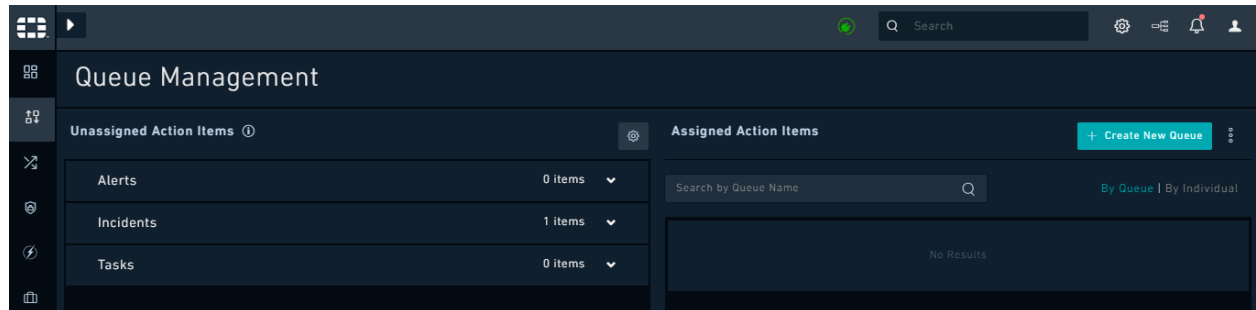 Search
Queue Management
Unassigned Action Items
Alerts 0 items
Incidents 1 items
Tasks 0 items
Assigned Action Items
+ Create New Queue
Search by Queue Name
By Queue | By Individual
No Results